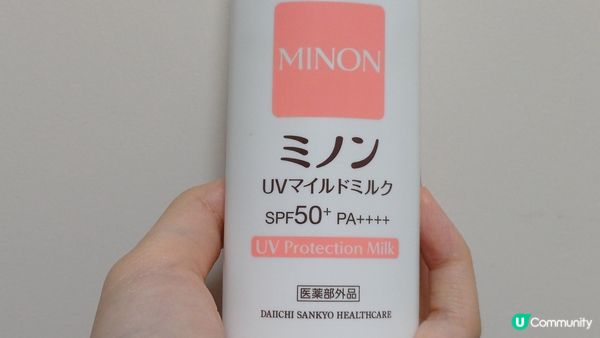 MINON
ミノン
UVマイルドミルク
SPF50+ PA++++
UV Protection Milk
医薬部外品
DAIICHI SANKYO HEALTHCARE
U Community